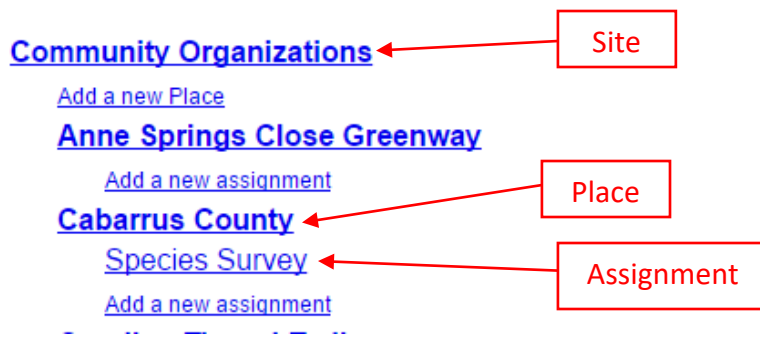 Community Organizations
Site
Add a new Place
Anne Springs Close Greenway
Add a new assignment
Place
Cabarrus County
Species Survey
Assignment
Add a new assignment